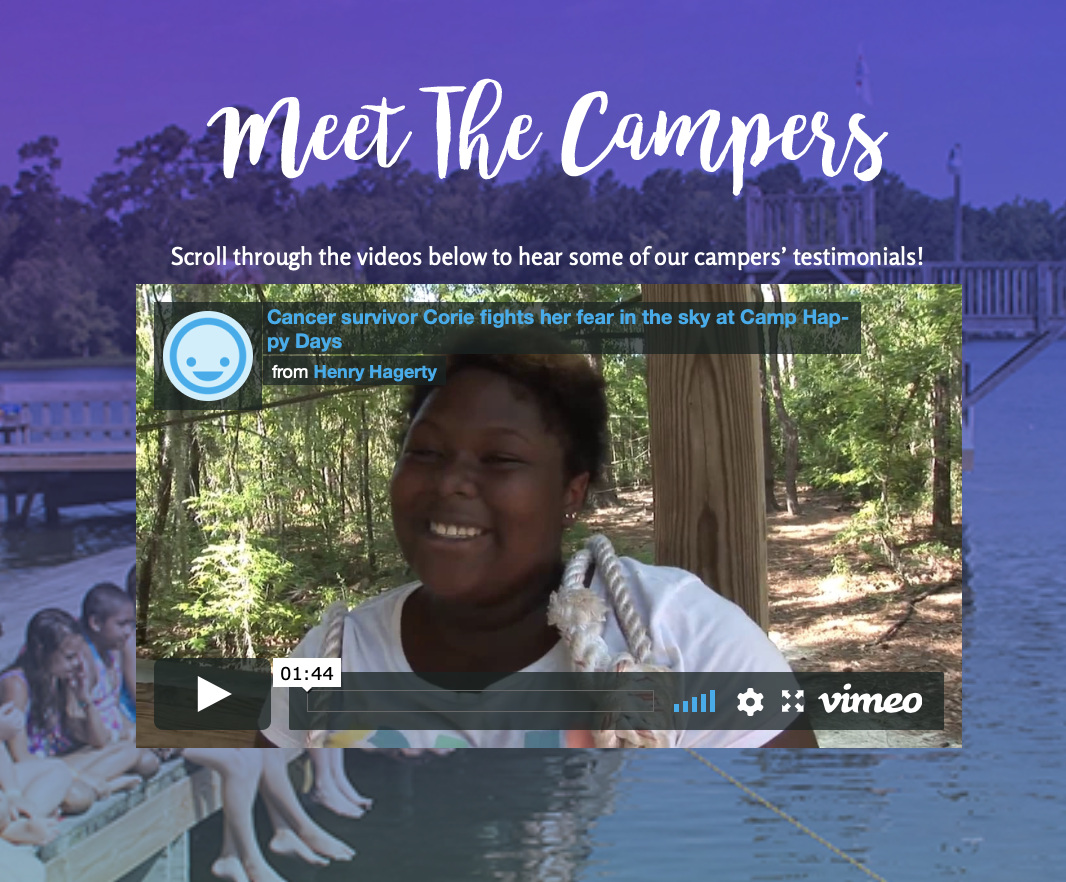 Meet The Campers
Scroll through the videos below to hear some of our campers’ testimonials!
Cancer survivor Corie fights her fear in the sky at Camp Hap-
py Days
from Henry Hagerty
01:44
vimeo